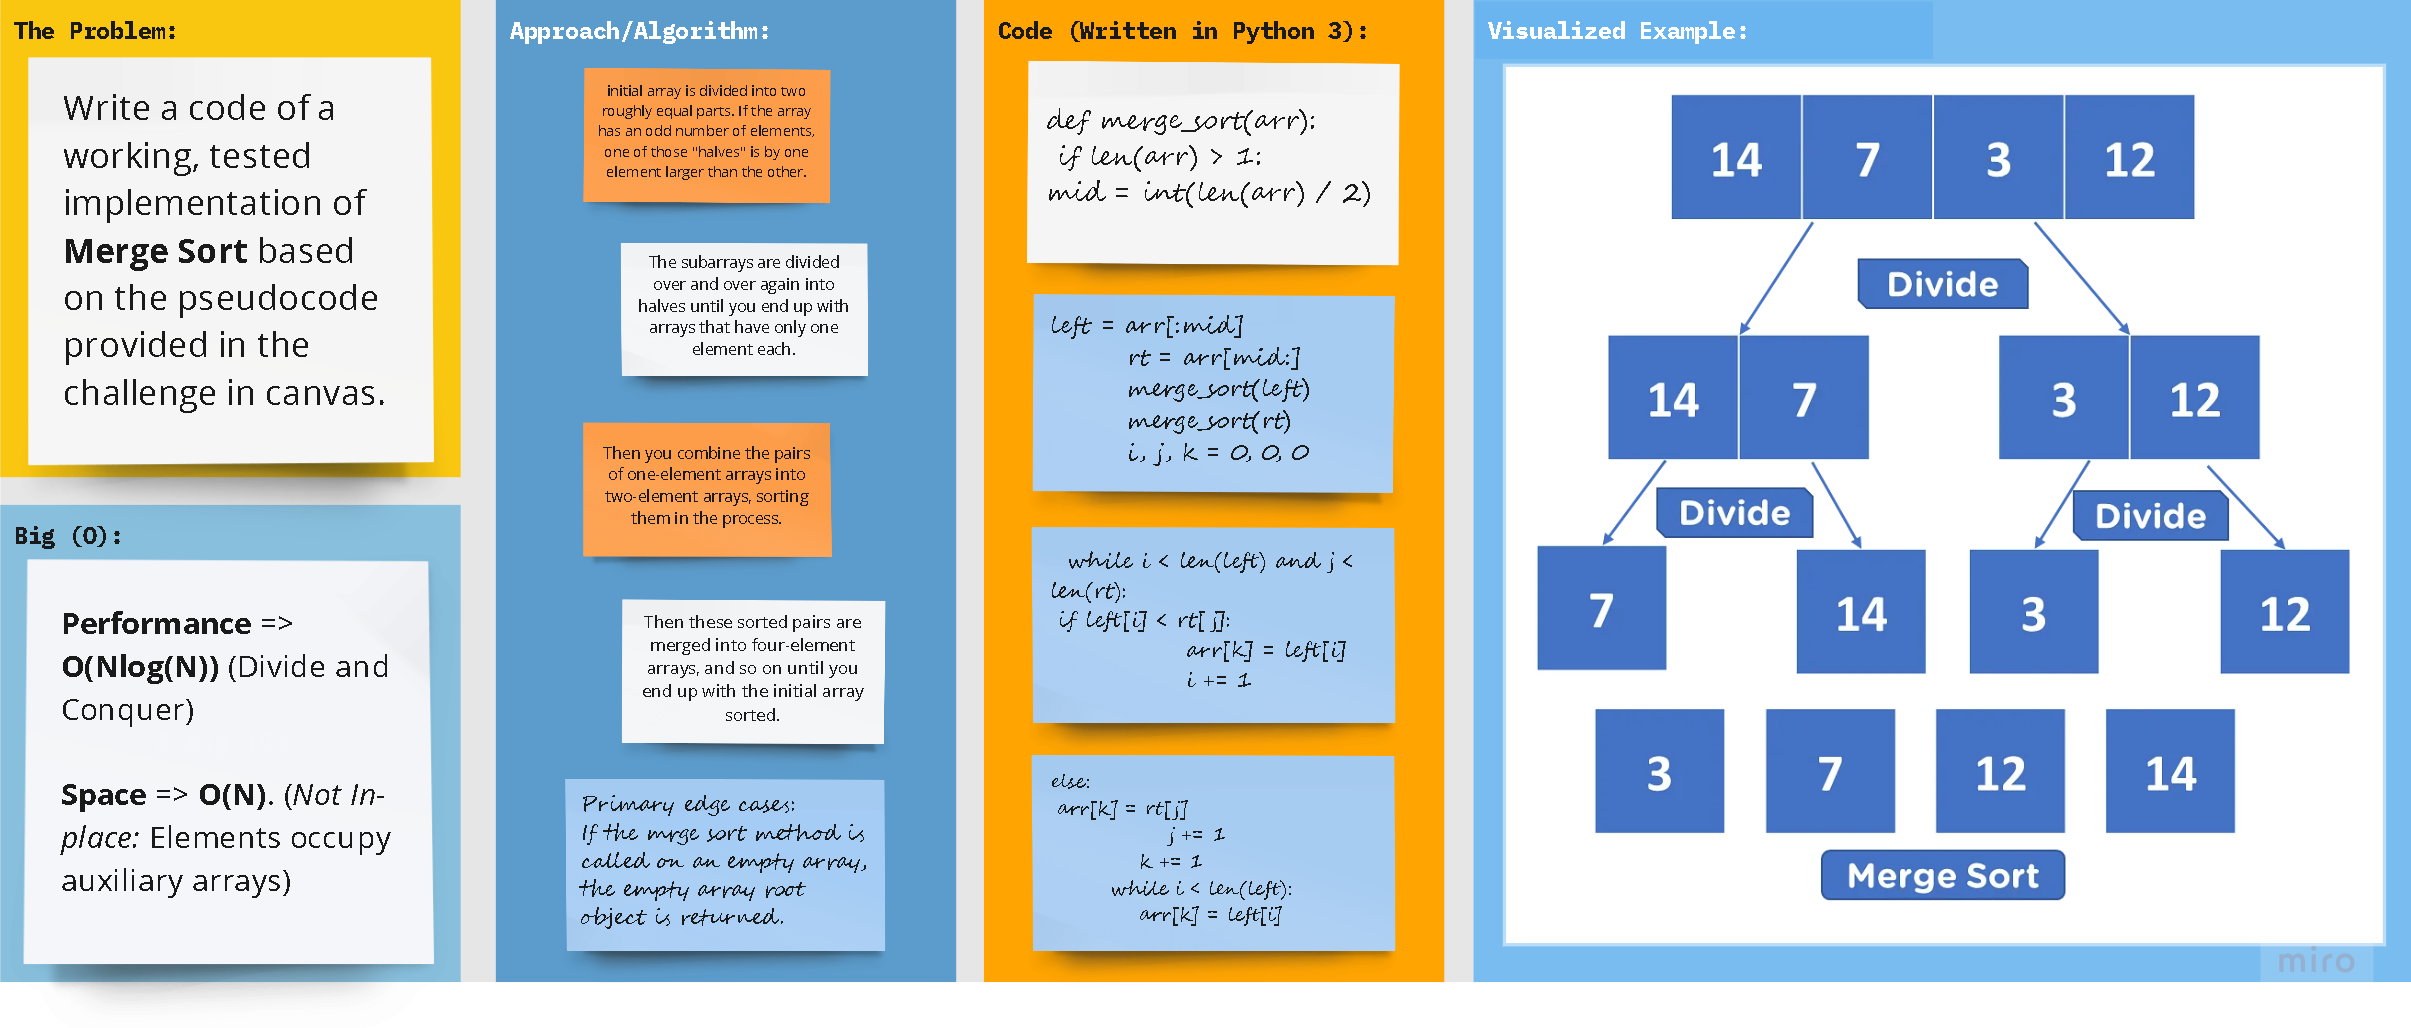 The Problem:
Write a code of a
working, tested
implementation of
Merge Sort based
on the pseudocode
provided in the
challenge in canvas.
Big (O):
Performance =>
O(Nlog(N)) (Divide and
Conquer)
Space => O(N). (Not In-
place: Elements occupy
auxiliary arrays)
Approach/Algorithm:
initial array is divided into two
roughly equal parts. If the array
has an odd number of elements,
one of those "halves" is by one
element larger than the other.
The subarrays are divided
over and over again into
halves until you end up with
arrays that have only one
element each.
Then you combine the pairs
of one-element arrays into
two-element arrays, sorting
them in the process.
Then these sorted pairs are
merged into four-element
arrays, and so on until you
end up with the initial array
sorted.
Primary edge cases:
If the mrge sort method is
called on an empty array,
the empty array root
object is returned.
Code (Written in Python 3):
def merge_sort(arr):
if len(arr) > 1:
mid = int(len(arr) / 2)
left = arr[:mid]
rt = arr[mid:]
merge_sort(left)
merge_sort(rt)
i, j, k = 0, 0, 0
while i < len(left) and j <
len(rt):
if left[i] < rt[j]:
arr[k] = left[i]
i += 1
else:
arr[k] = rt[j]
j += 1
k += 1
while i < len(left):
arr[k] = left[i]
Visualized Example:
14 7 3 12
Divide
14 7 3 12
Divide Divide
7 14 3 12
3 7 12 14
Merge Sort
miro